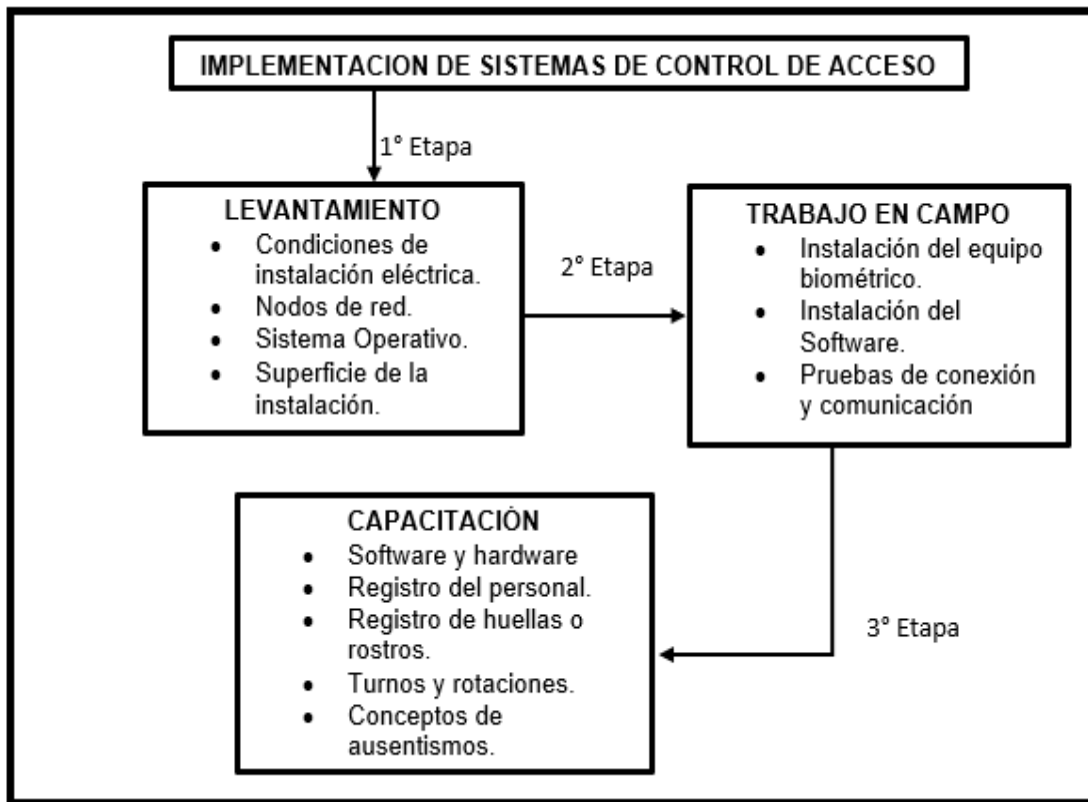 IMPLEMENTACION DE SISTEMAS DE CONTROL DE ACCESO
1° Etapa
LEVANTAMIENTO
• Condiciones de
instalación eléctrica.
• Nodos de red.
• Sistema Operativo.
• Superficie de la
instalación.
2° Etapa
TRABAJO EN CAMPO
• Instalación del equipo
biométrico.
• Instalación del
Software.
• Pruebas de conexión
y comunicación
3° Etapa
CAPACITACIÓN
• Software y hardware
• Registro del personal.
• Registro de huellas o
rostros.
• Turnos y rotaciones.
• Conceptos de
ausentismos.